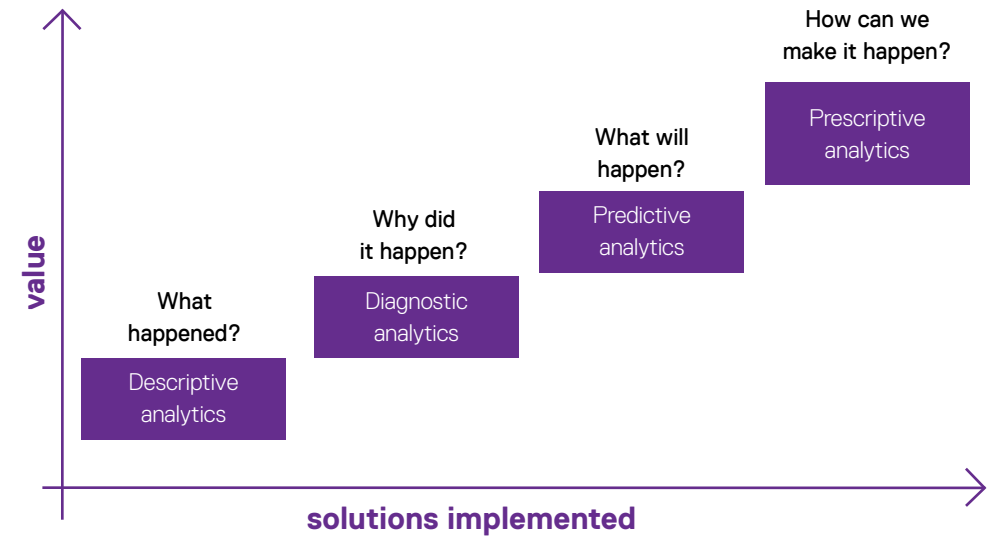 How can we
make it happen?
Prescriptive
analytics
What will
happen?
Predictive
analytics
Why did
it happen?
Diagnostic
analytics
What
happened?
Descriptive
analytics
value
solutions implemented